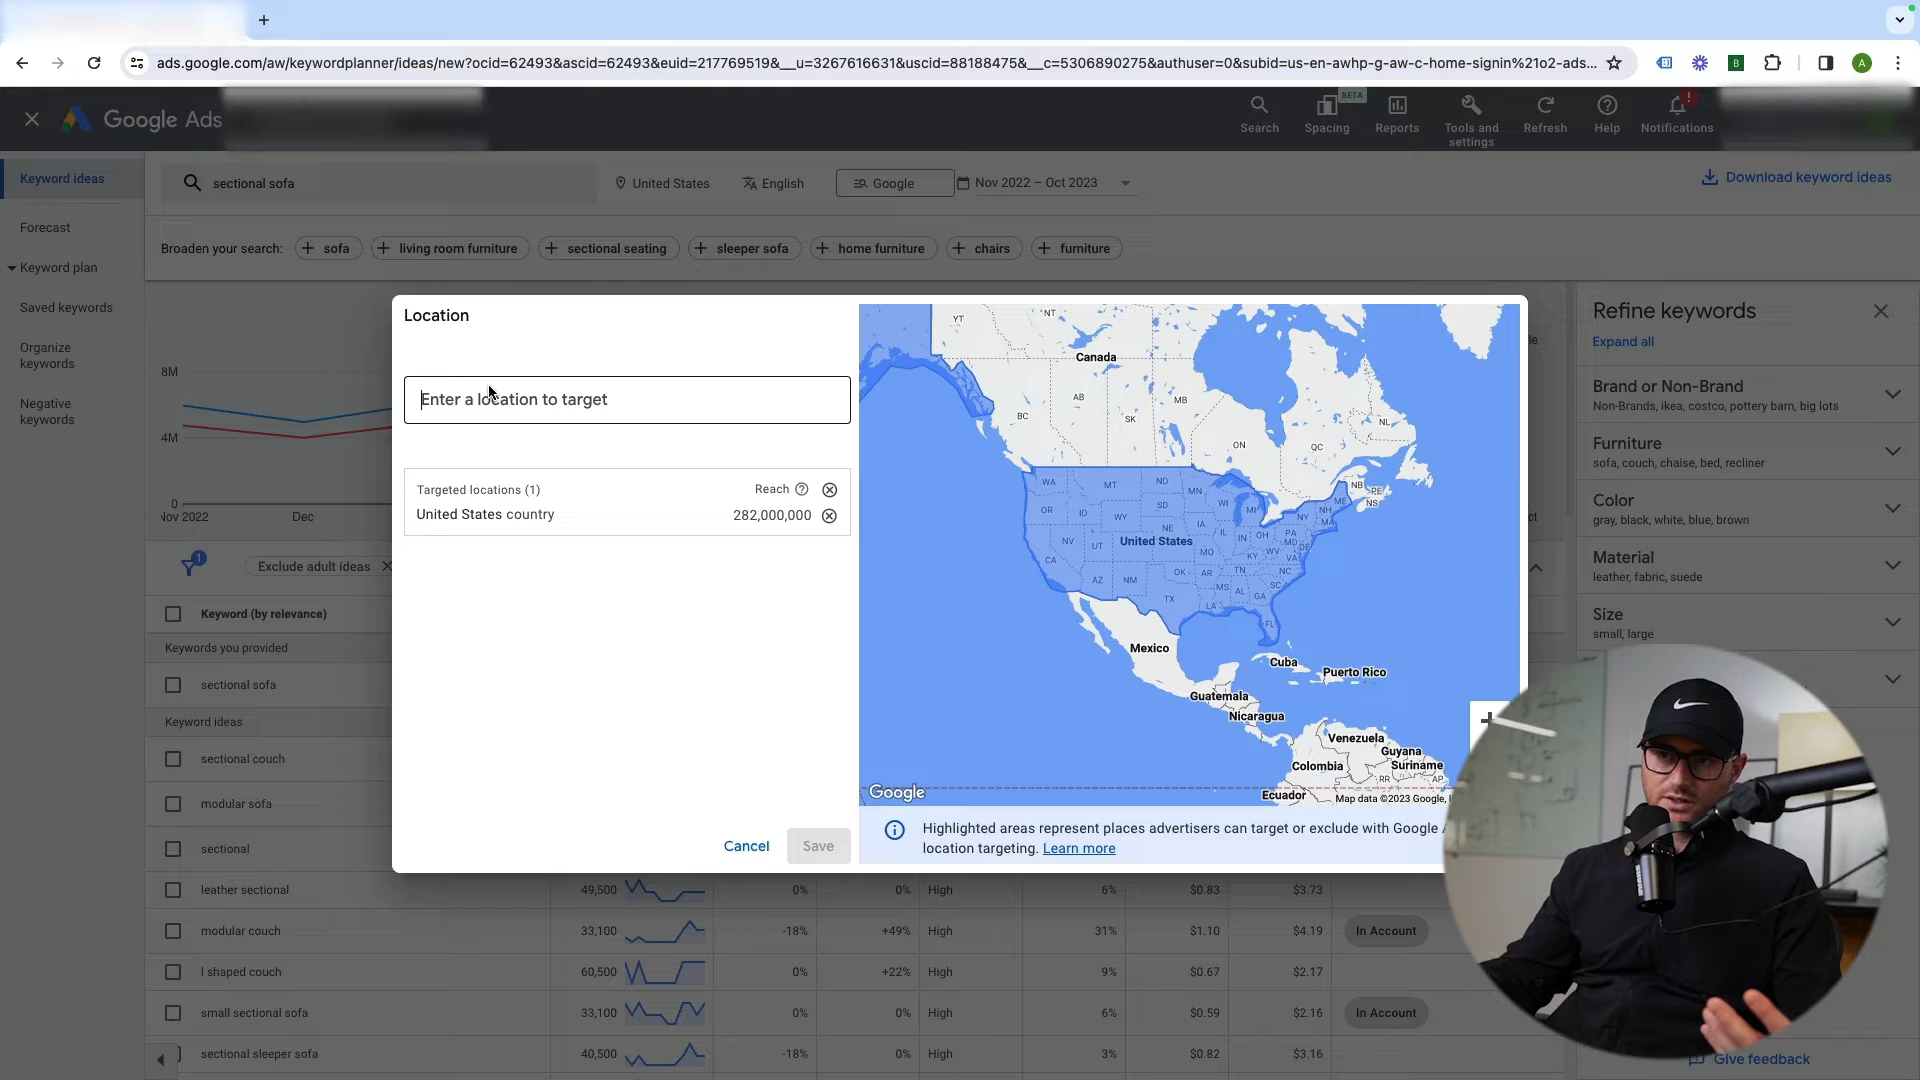 ads.google.com/aw/keywordplanner/ideas/new?ocid=62493&ascid=62493&euid=217769519&__u=3267616631&uscid=88188475&__c=5306890275&authuser=0&subid=us-en-awhp-g-aw-c-home-signin%21o2-ads...
B
A
Google Ads
Search
BETA
Spacing
Reports
Tools and
settings
Refresh
Help
!
Notifications
Keyword ideas
Forecast
Keyword plan
Saved keywords
Organize
keywords
Negative
keywords
sectional sofa
United States
English
Google
Nov 2022 – Oct 2023
Download keyword ideas
Broaden your search:
sofa
living room furniture
sectional seating
sleeper sofa
home furniture
chairs
furniture
8M
4M
0
Nov 2022
Dec
1
Exclude adult ideas
Keyword (by relevance)
Keywords you provided
sectional sofa
Keyword ideas
sectional couch
modular sofa
sectional
leather sectional 49,500 0% 0% High 6% $0.83 $3.73
modular couch 33,100 -18% +49% High 31% $1.10 $4.19 In Account
l shaped couch 60,500 0% +22% High 9% $0.67 $2.17
small sectional sofa 33,100 0% 0% High 6% $0.59 $2.16 In Account
sectional sleeper sofa 40,500 -18% 0% High 3% $0.82 $3.16
Location
Enter a location to target
Targeted locations (1) Reach
United States country 282,000,000
Cancel
Save
YT
NT
Canada
AB
BC
SK
MB
ON
QC
NL
NB
PE
NS
WA
MT
ND
MN
OR
ID
SD
WI
MI
ME
WY
NY
NH
MA
NE
IA
NV
UT
IL
IN
OH
PA
MD
DE
United States
CA
MO
KY
WV
VA
AZ
NM
OK
AR
TN
NC
SC
MS
AL
GA
TX
LA
FL
Mexico
Cuba
Puerto Rico
Guatemala
Nicaragua
Venezuela
Guyana
Colombia
Suriname
RR
AP
Ecuador
Google
Map data ©2023 Google,
Highlighted areas represent places advertisers can target or exclude with Google
location targeting. Learn more
Refine keywords
Expand all
Brand or Non-Brand
Non-Brands, ikea, costco, pottery barn, big lots
Furniture
sofa, couch, chaise, bed, recliner
Color
gray, black, white, blue, brown
Material
leather, fabric, suede
Size
small, large
Give feedback